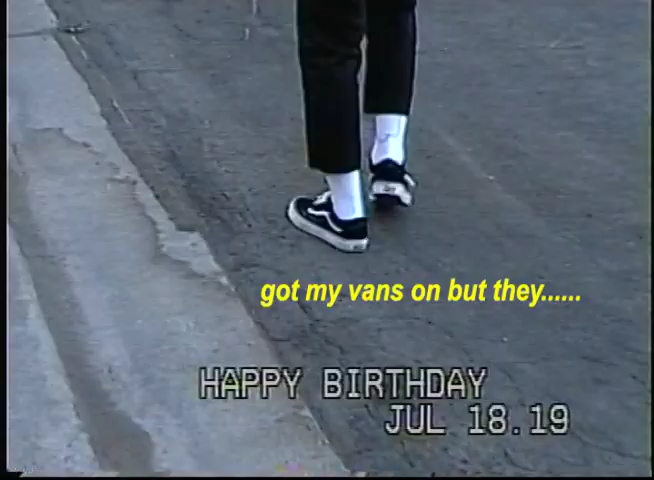 got my vans on but they......
HAPPY BIRTHDAY
JUL 18.19